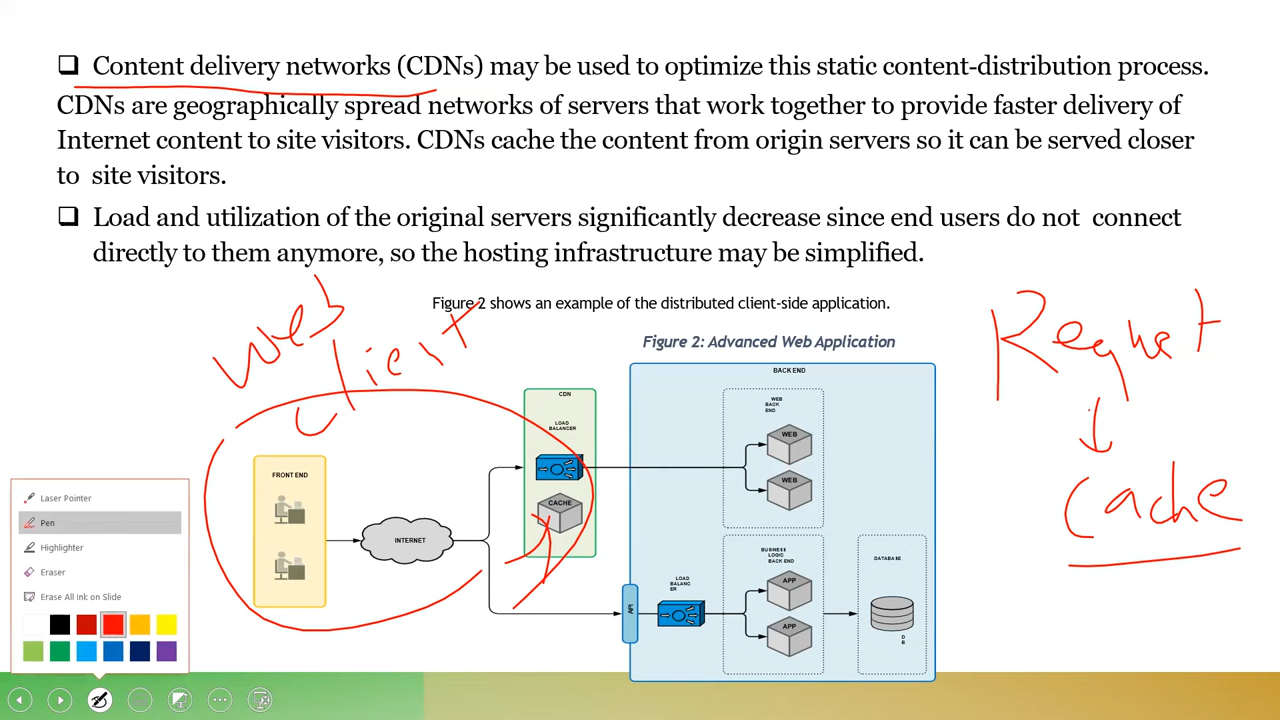 ❑ Content delivery networks (CDNs) may be used to optimize this static content-distribution process.
CDNs are geographically spread networks of servers that work together to provide faster delivery of
Internet content to site visitors. CDNs cache the content from origin servers so it can be served closer
to site visitors.
❑ Load and utilization of the original servers significantly decrease since end users do not connect
directly to them anymore, so the hosting infrastructure may be simplified.
Figure 2 shows an example of the distributed client-side application.
Web
Client
Request
Cache
Figure 2: Advanced Web Application
BACK END
CDN
LOAD
BALANCER
CACHE
WEB
BACK
END
WEB
WEB
FRONT END
INTERNET
API
LOAD
BALANC
ER
BUSINESS
LOGIC
BACK END
APP
APP
DATABASE
D
B
Laser Pointer
Pen
Highlighter
Eraser
Erase All Ink on Slide